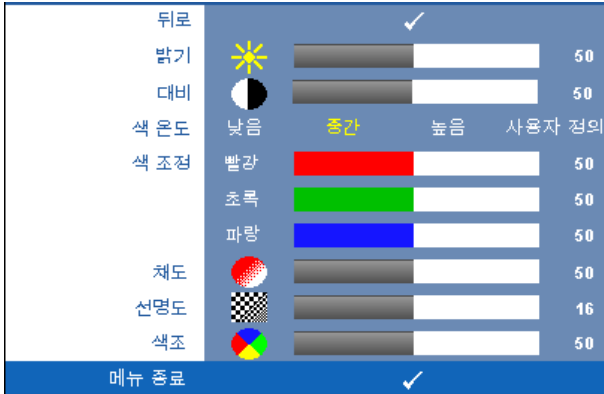 뒤로
밝기 50
대비 50
색 온도 낮음 중간 높음 사용자 정의
색 조정 빨강 50
초록 50
파랑 50
채도 50
선명도 16
색조 50
메뉴 종료